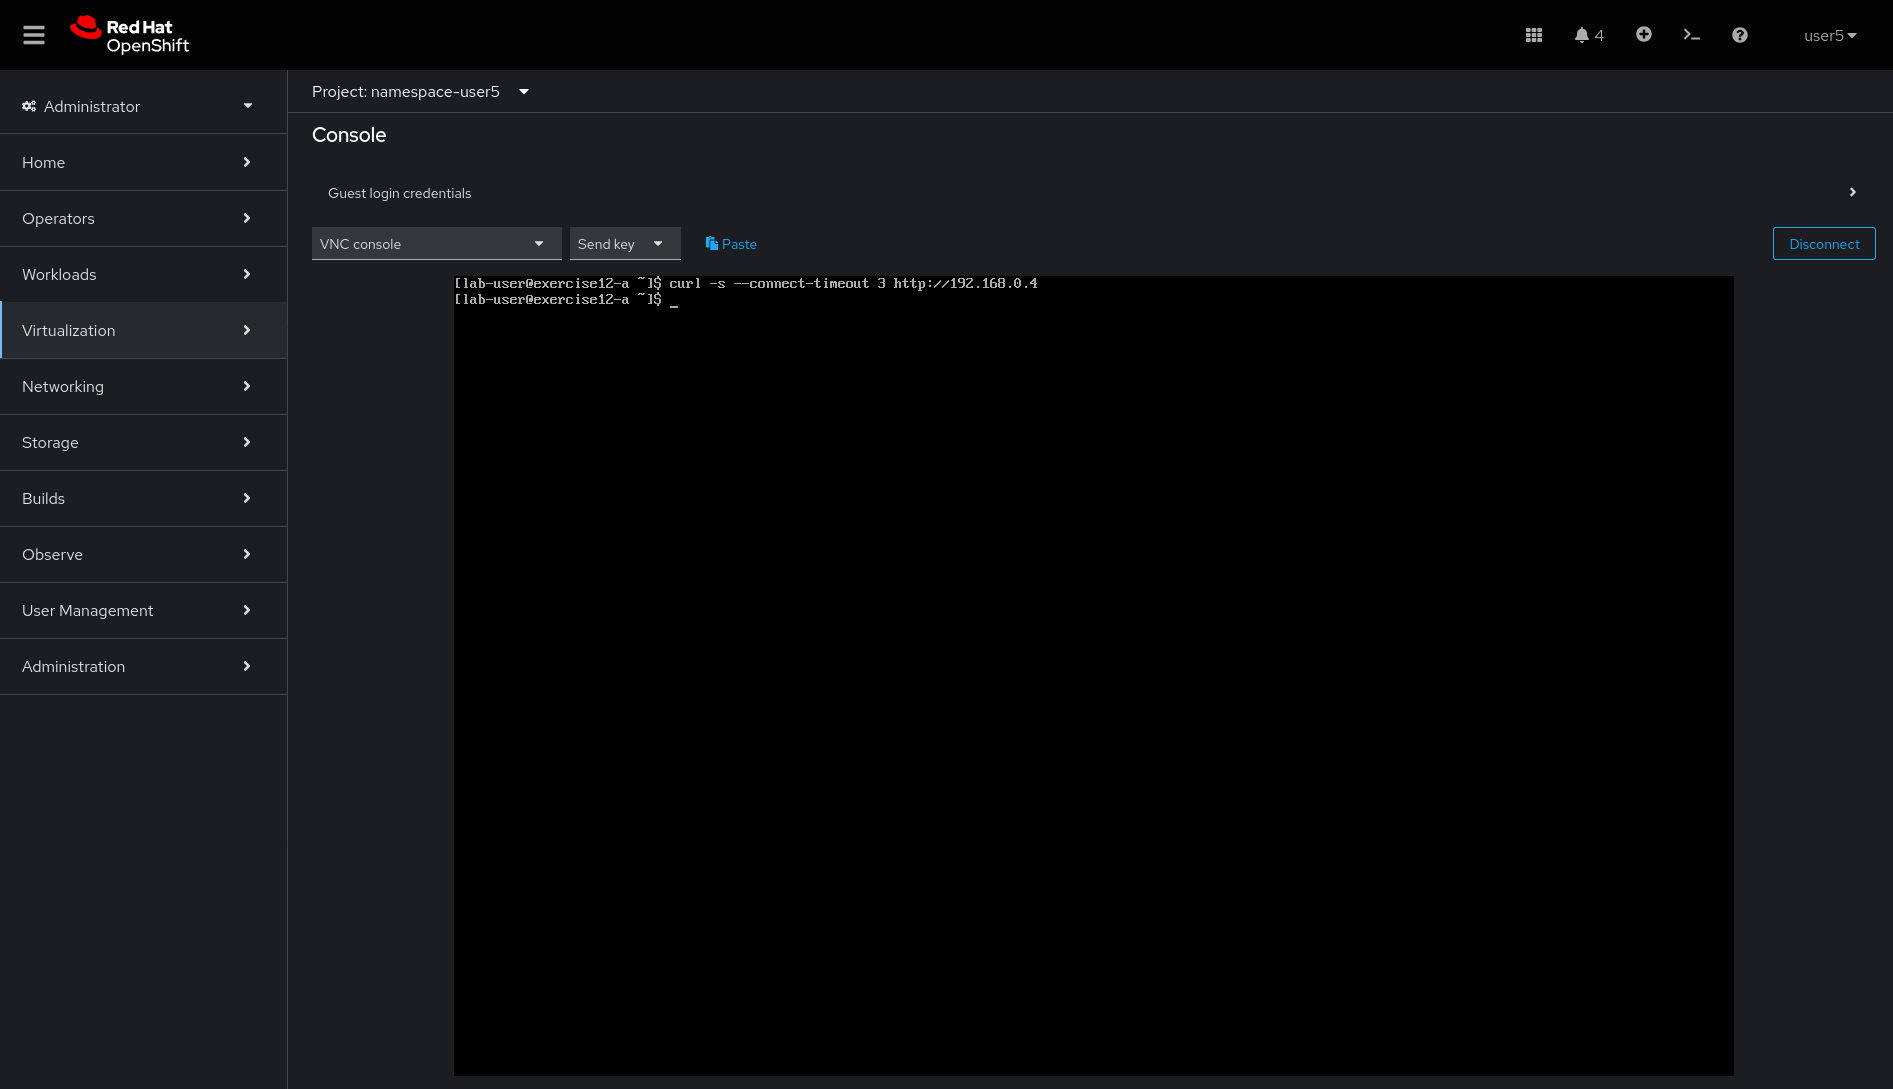 Red Hat
OpenShift
4
user5
Administrator
Home
Operators
Workloads
Virtualization
Networking
Storage
Builds
Observe
User Management
Administration
Project: namespace-user5
Console
Guest login credentials
VNC console
Send key
Paste
Disconnect
[lab-user@exercise12-a ~]$ curl -s --connect-timeout 3 http://192.168.0.4
[lab-user@exercise12-a ~]$ _